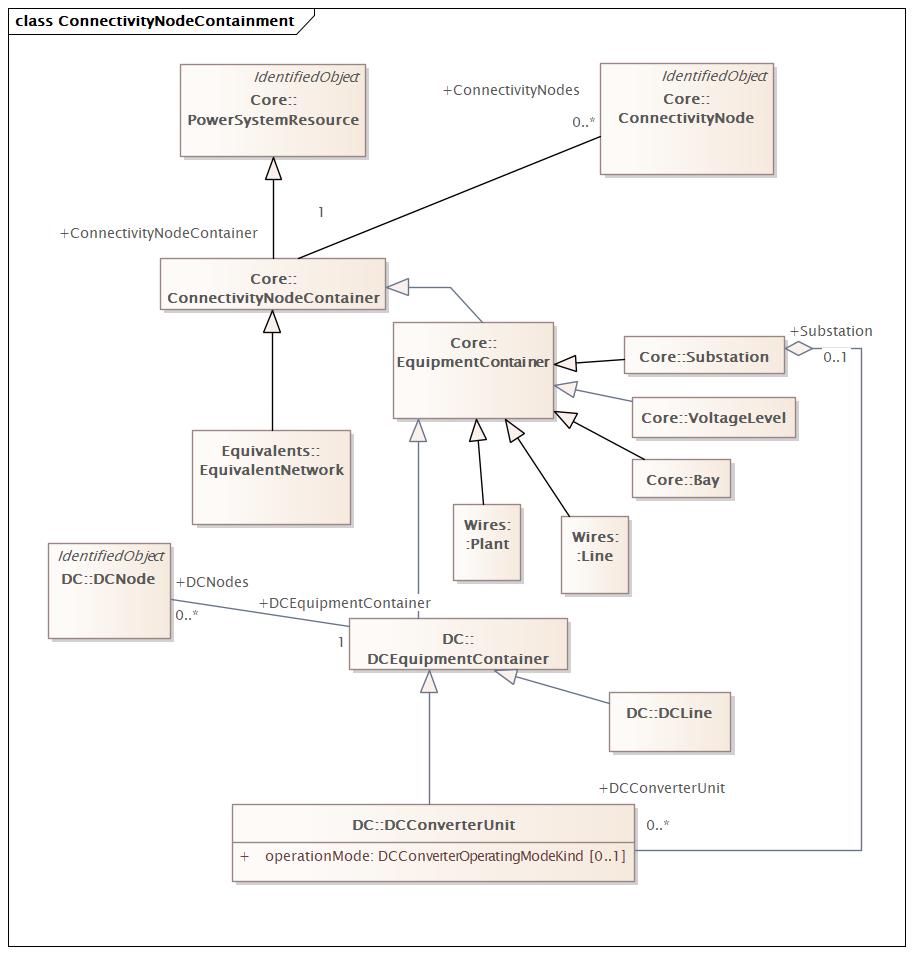 class ConnectivityNodeContainment
IdentifiedObject
Core::
PowerSystemResource
+ConnectivityNodes
0..*
IdentifiedObject
Core::
ConnectivityNode
1
+ConnectivityNodeContainer
Core::
ConnectivityNodeContainer
Core::
EquipmentContainer
+Substation
0..1
Core::Substation
Core::VoltageLevel
Core::Bay
Equivalents::
EquivalentNetwork
Wires:
:Plant
Wires:
:Line
IdentifiedObject
DC::DCNode
+DCNodes
0..*
+DCEquipmentContainer
1
DC::
DCEquipmentContainer
DC::DCLine
+DCConverterUnit
0..*
DC::DCConverterUnit
+ operationMode: DCConverterOperatingModeKind [0..1]